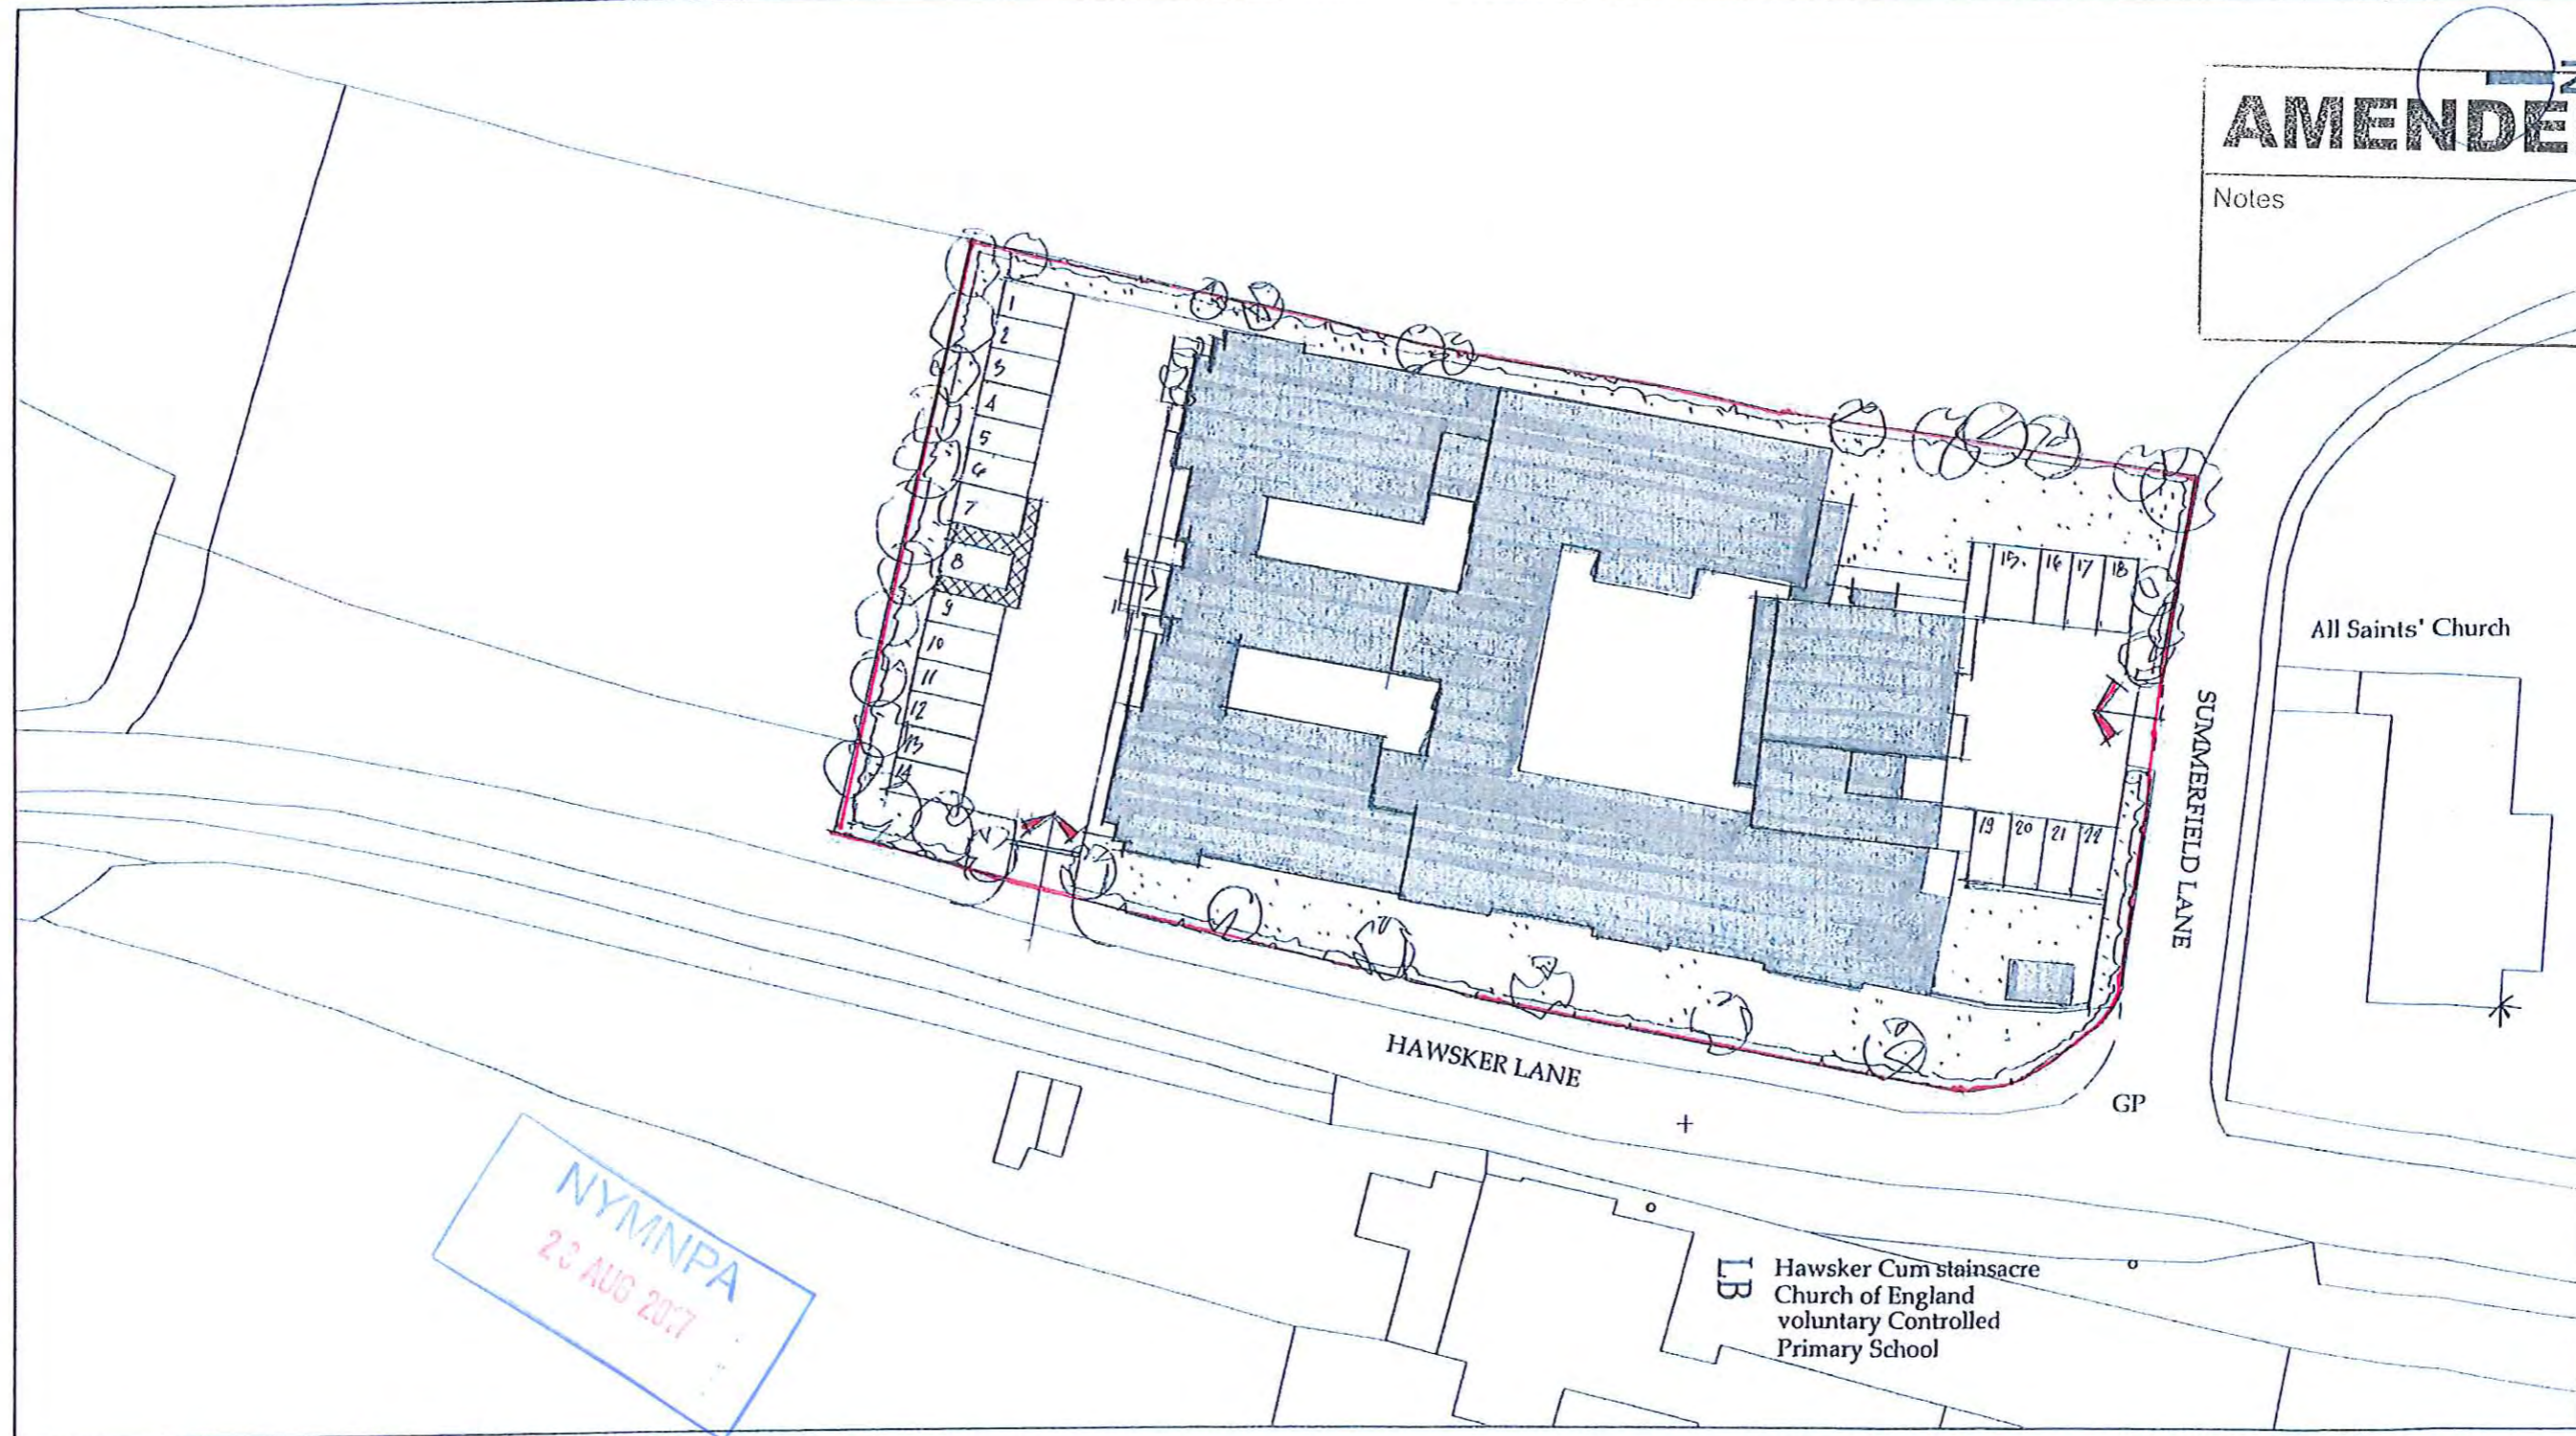 N
AMENDE
Notes
1
2
3
4
5
6
7
8
9
10
11
12
13
14
15.
16
17
18
19
20
21
22
All Saints' Church
SUMMERFIELD LANE
HAWSKER LANE
GP
LB
Hawsker Cum stainsacre
Church of England
voluntary Controlled
Primary School
NYMNPA
AUG 2017